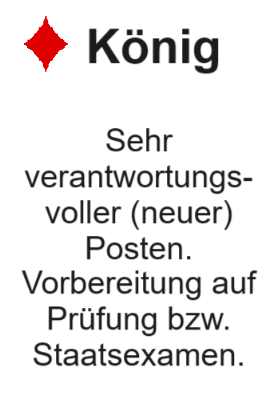 König
Sehr
verantwortungs-
voller (neuer)
Posten.
Vorbereitung auf
Prüfung bzw.
Staatsexamen.